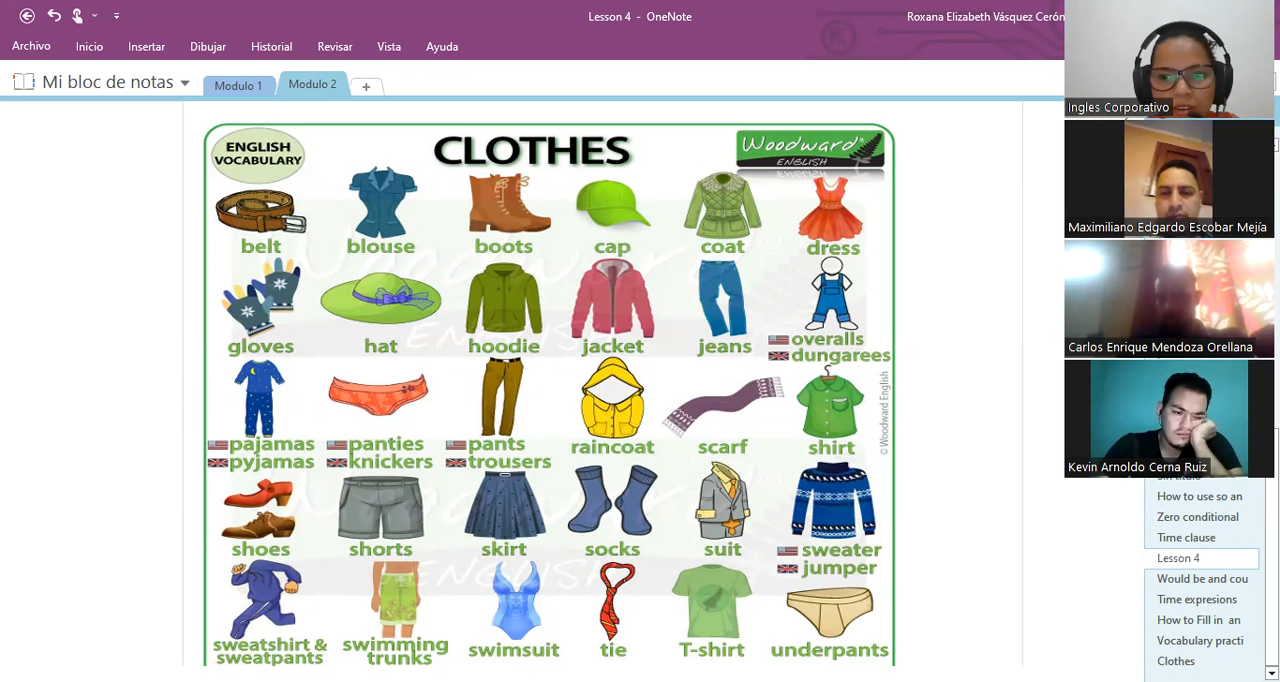 Lesson 4 - OneNote
Roxana Elizabeth Vásquez Cerón
Archivo Inicio Insertar Dibujar Historial Revisar Vista Ayuda
Mi bloc de notas Modulo 1 Modulo 2 +
Ingles Corporativo
Maximiliano Edgardo Escobar Mejía
Carlos Enrique Mendoza Orellana
Kevin Arnoldo Cerna Ruiz
ENGLISH
VOCABULARY
CLOTHES
Woodward®
ENGLISH
belt blouse boots cap coat dress
gloves hat hoodie jacket jeans overalls
dungarees
pajamas panties pants raincoat scarf shirt
pyjamas knickers trousers
© Woodward English
shoes shorts skirt socks suit sweater
jumper
sweatshirt & swimming swimsuit tie T-shirt underpants
sweatpants trunks
How to use so an
Zero conditional
Time clause
Lesson 4
Would be and cou
Time expresions
How to Fill in an
Vocabulary practi
Clothes